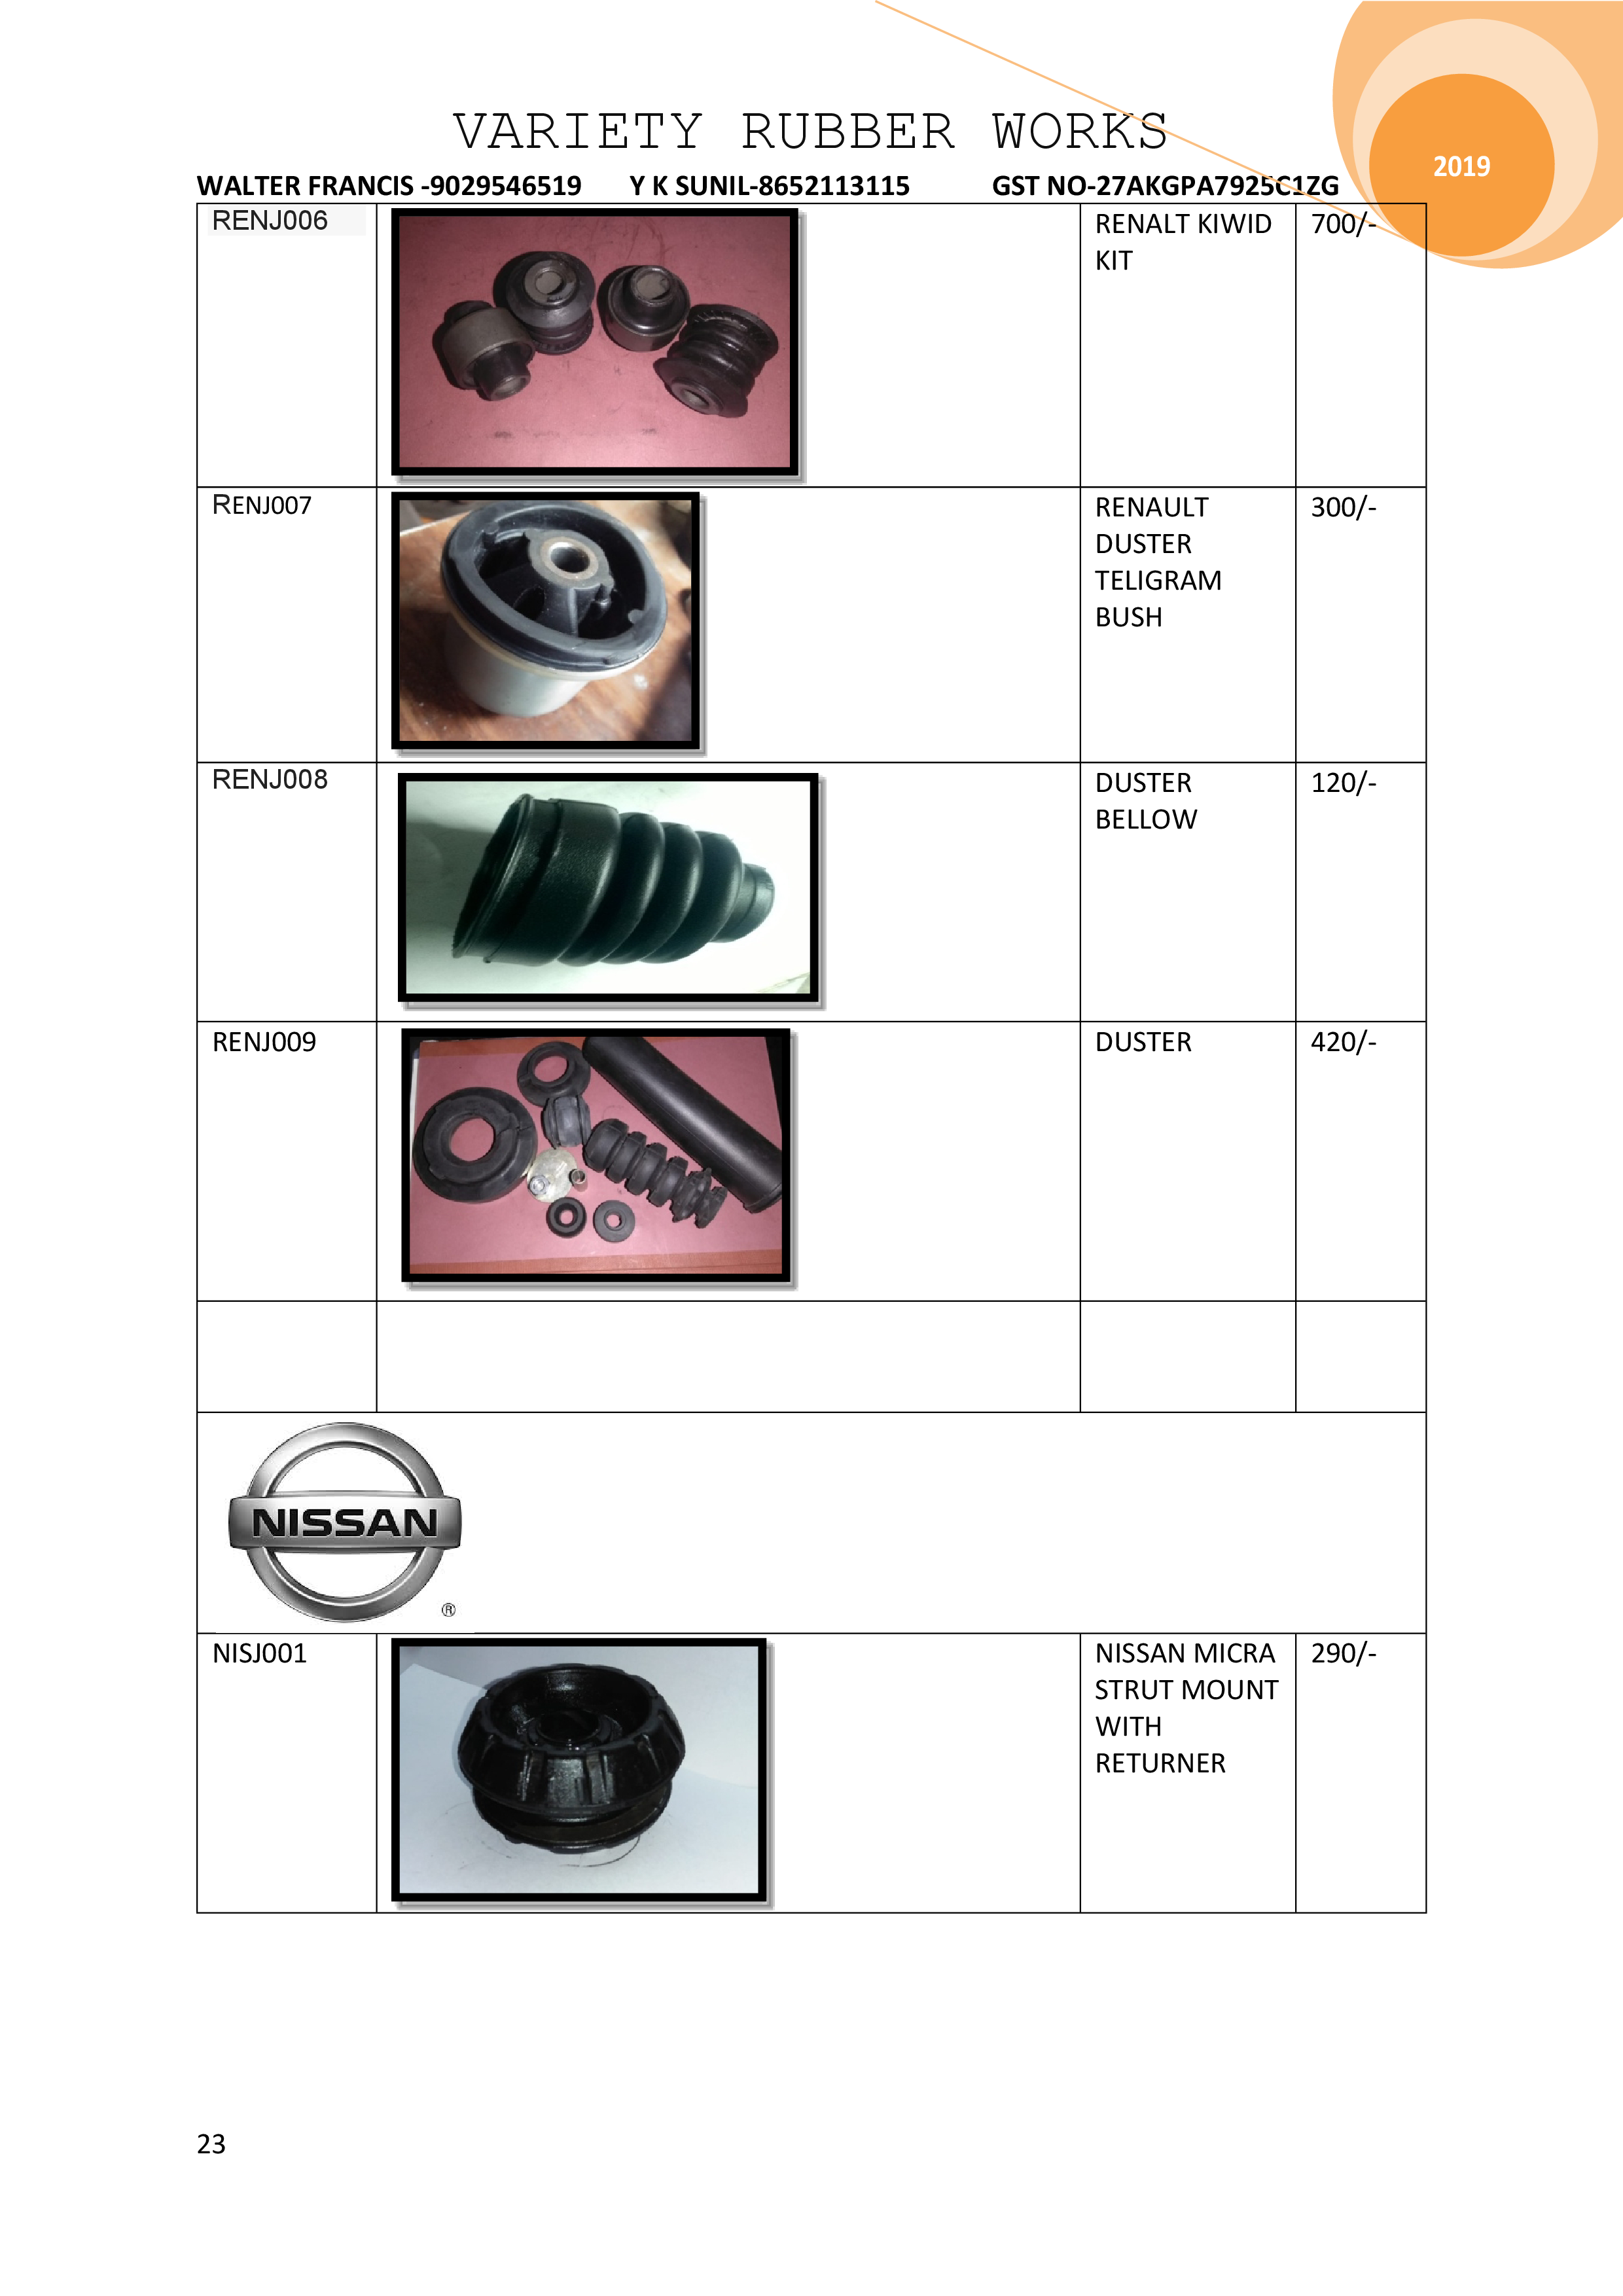 VARIETY RUBBER WORKS
2019
WALTER FRANCIS -9029546519 Y K SUNIL-8652113115 GST NO-27AKGPA7925C1ZG
RENJ006
RENALT KIWID
KIT
700/-
RENJ007
RENAULT
DUSTER
TELIGRAM
BUSH
300/-
RENJ008
DUSTER
BELLOW
120/-
RENJ009
DUSTER
420/-
NISSAN
®
NISJ001
NISSAN MICRA
STRUT MOUNT
WITH
RETURNER
290/-
23